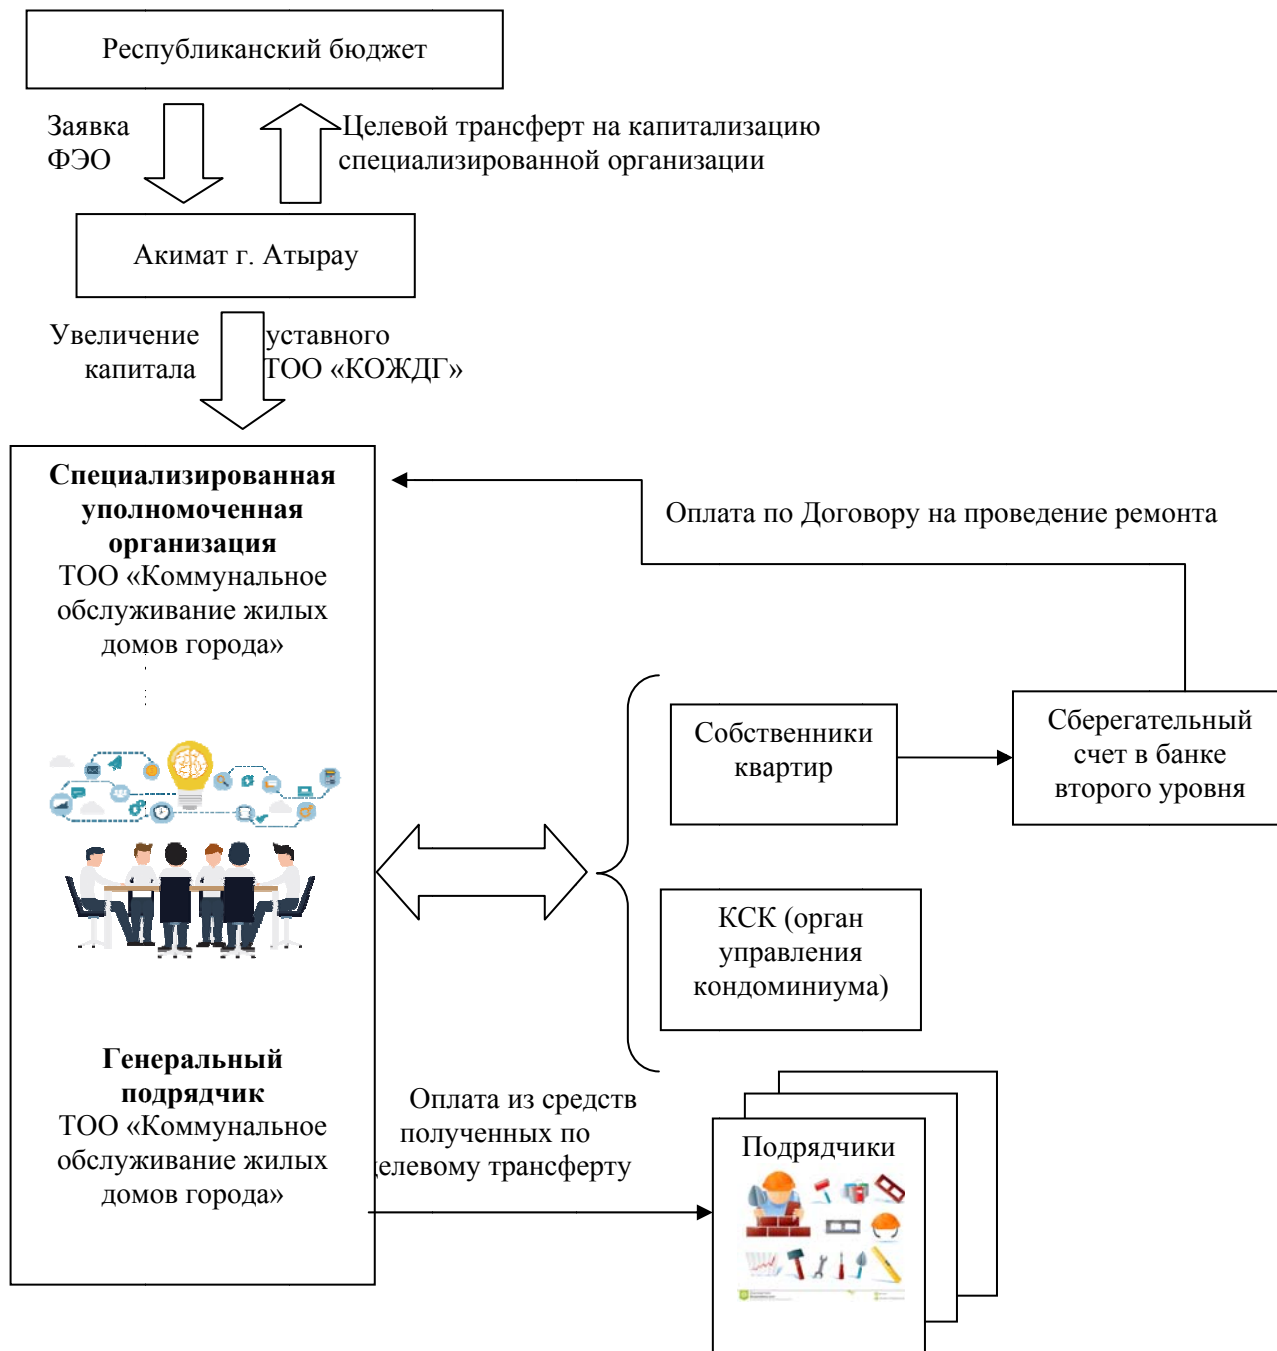 Республиканский бюджет
Заявка
ФЭО
Целевой трансферт на капитализацию
специализированной организации
Акимат г. Атырау
Увеличение уставного
капитала ТОО «КОЖДГ»
Специализированная
уполномоченная
организация
ТОО «Коммунальное
обслуживание жилых
домов города»
Оплата по Договору на проведение ремонта
Собственники
квартир
Сберегательный
счет в банке
второго уровня
КСК (орган
управления
кондоминиума)
Генеральный
подрядчик
ТОО «Коммунальное
обслуживание жилых
домов города»
Оплата из средств
полученных по
целевому трансферту
Подрядчики